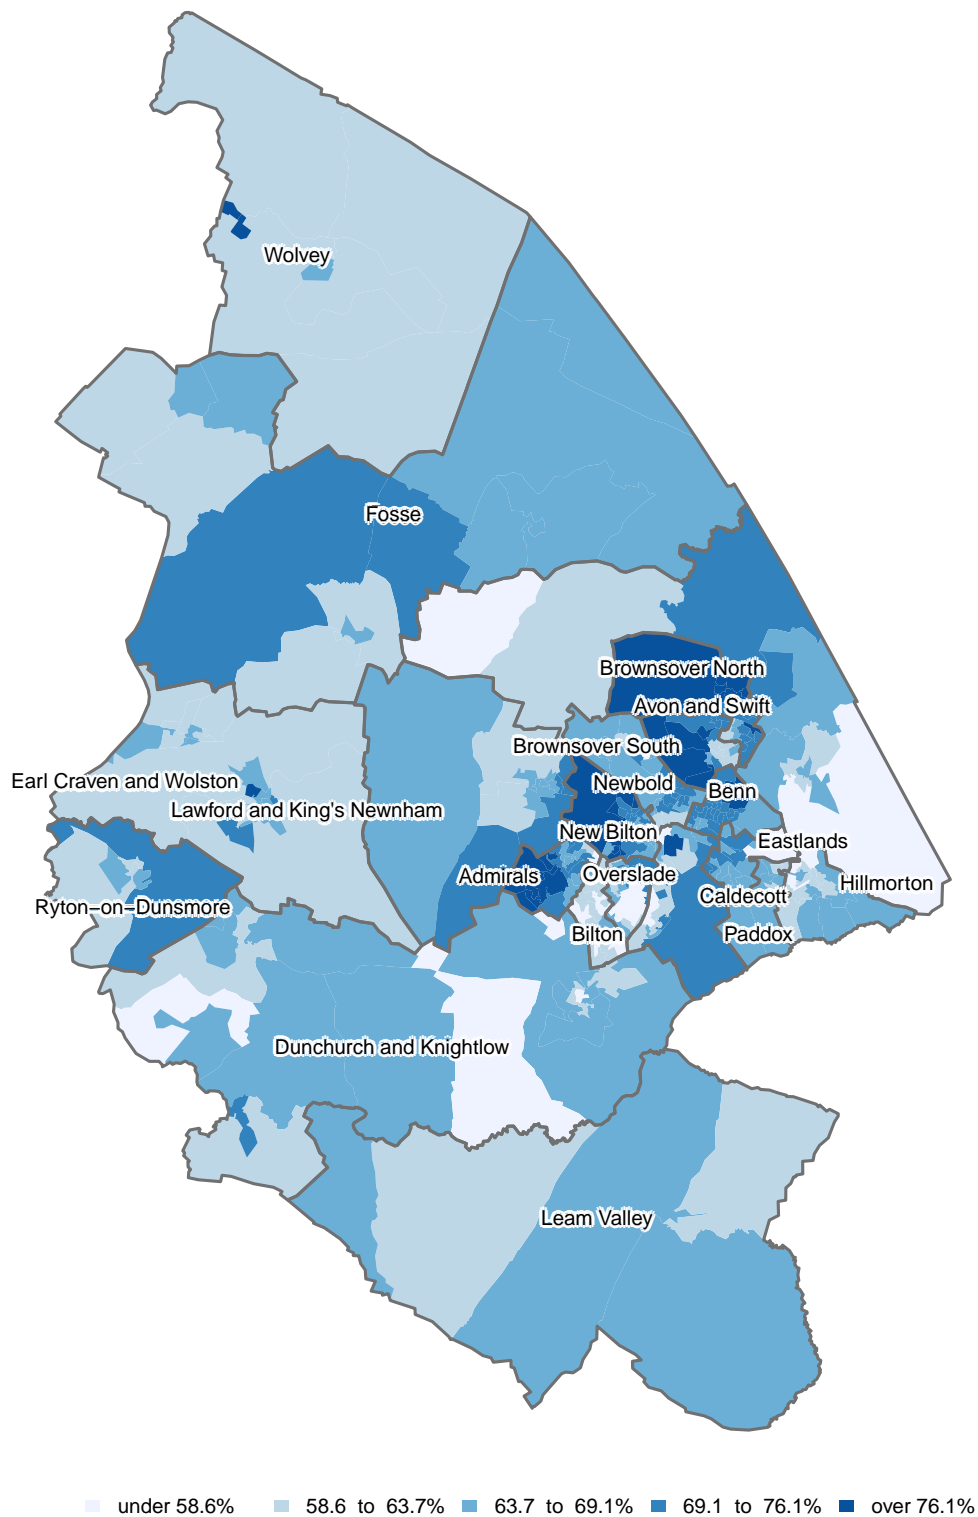 Wolvey
Fosse
Brownsover North
Avon and Swift
Brownsover South
Earl Craven and Wolston
Newbold
Benn
Lawford and King's Newnham
New Bilton
Eastlands
Admirals
Overslade
Hillmorton
Caldecott
Ryton−on−Dunsmore
Bilton
Paddox
Dunchurch and Knightlow
Leam Valley
under 58.6% 58.6 to 63.7% 63.7 to 69.1% 69.1 to 76.1% over 76.1%